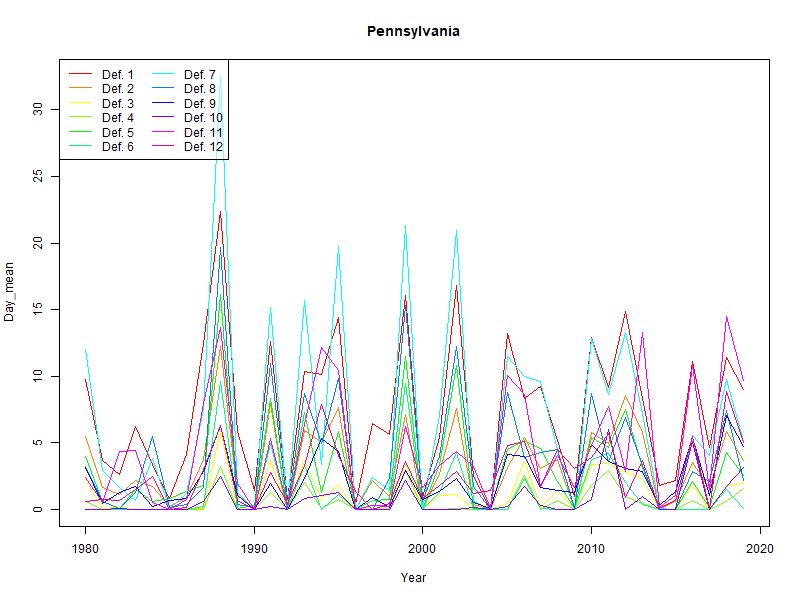 Pennsylvania
Def. 1 Def. 7
Def. 2 Def. 8
Def. 3 Def. 9
Def. 4 Def. 10
Def. 5 Def. 11
Def. 6 Def. 12
30
25
20
15
10
5
0
Day_mean
1980 1990 2000 2010 2020
Year